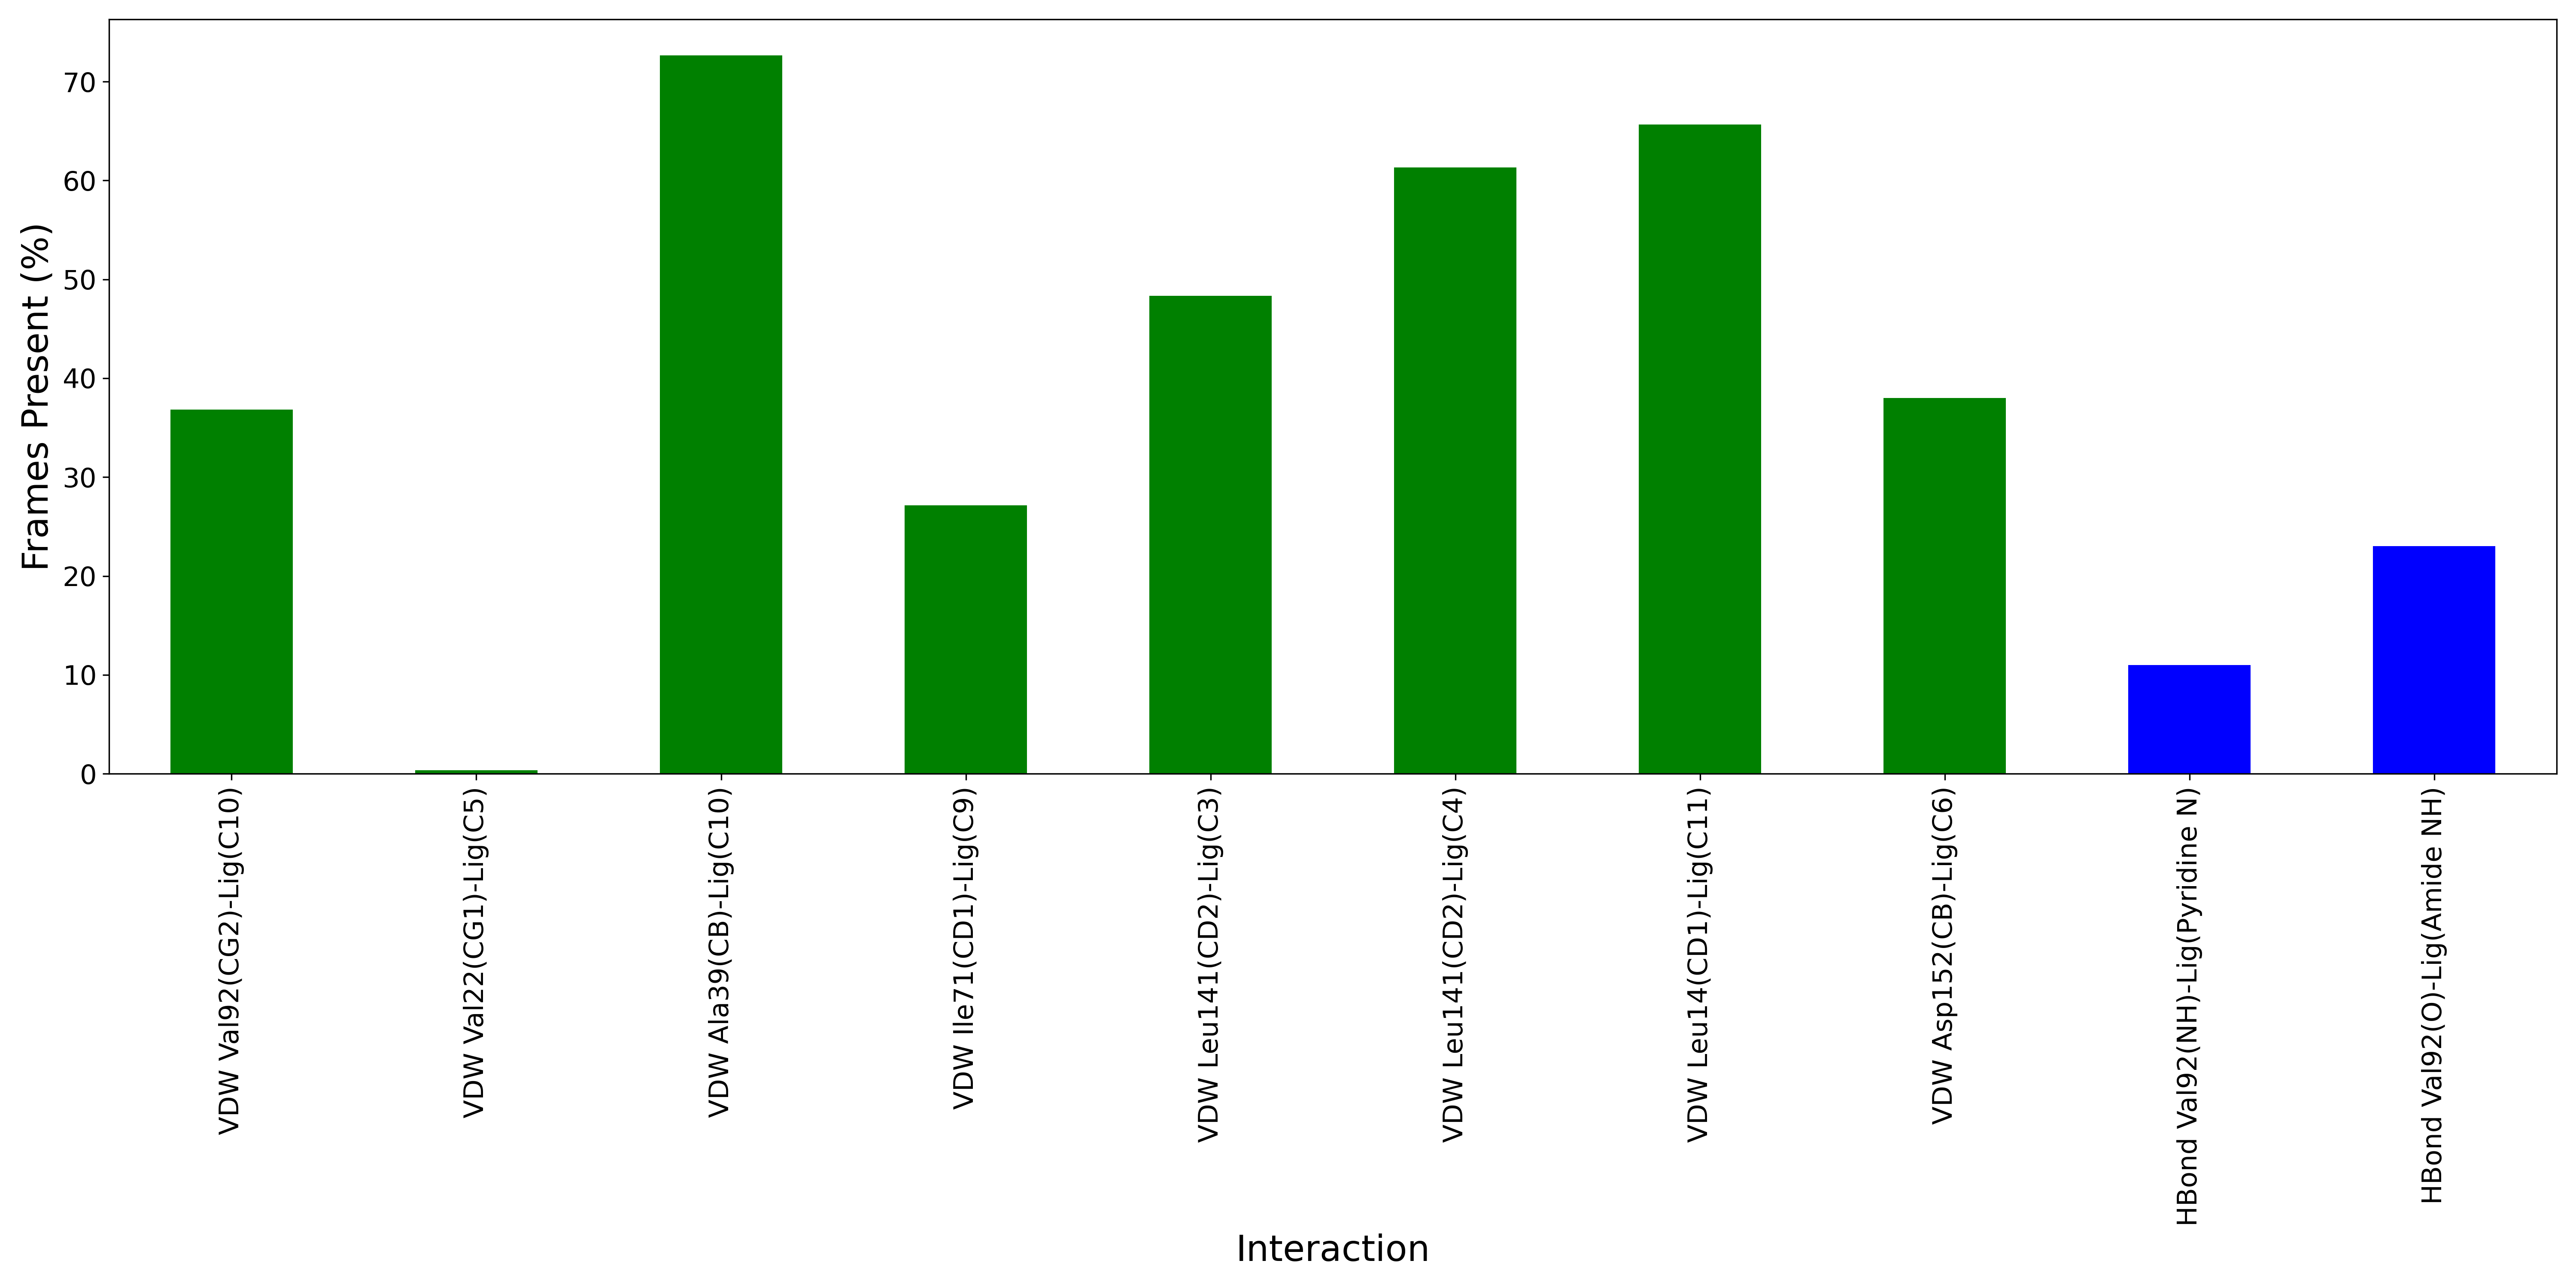 Frames Present (%)
70
60
50
40
30
20
10
0
VDW Val92(CG2)-Lig(C10)
VDW Val22(CG1)-Lig(C5)
VDW Ala39(CB)-Lig(C10)
VDW Ile71(CD1)-Lig(C9)
VDW Leu141(CD2)-Lig(C3)
VDW Leu141(CD2)-Lig(C4)
VDW Leu14(CD1)-Lig(C11)
VDW Asp152(CB)-Lig(C6)
HBond Val92(NH)-Lig(Pyridine N)
HBond Val92(O)-Lig(Amide NH)
Interaction